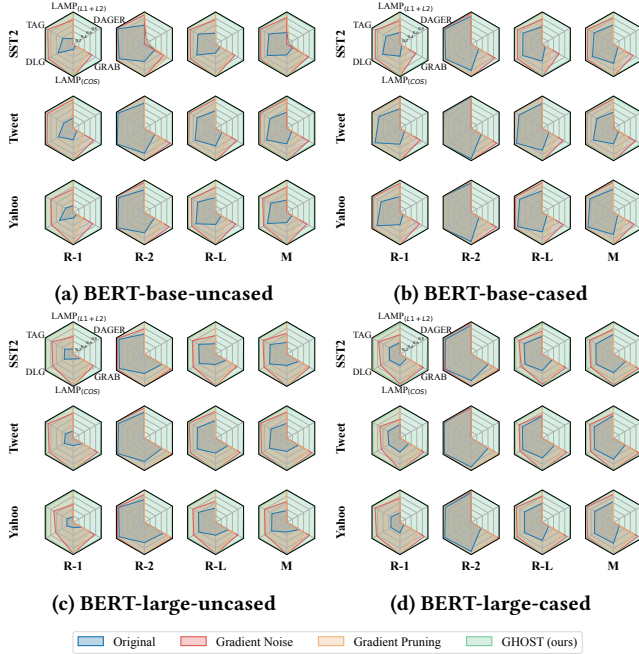 LAMP(L1+L2)
TAG
DAGER
SST2
DLG
GRAB
LAMP(COS)
Tweet
Yahoo
R-1 R-2 R-L M
(a) BERT-base-uncased
LAMP(L1+L2)
TAG
DAGER
SST2
DLG
GRAB
LAMP(COS)
Tweet
Yahoo
R-1 R-2 R-L M
(b) BERT-base-cased
LAMP(L1+L2)
TAG
DAGER
SST2
DLG
GRAB
LAMP(COS)
Tweet
Yahoo
R-1 R-2 R-L M
(c) BERT-large-uncased
LAMP(L1+L2)
TAG
DAGER
SST2
DLG
GRAB
LAMP(COS)
Tweet
Yahoo
R-1 R-2 R-L M
(d) BERT-large-cased
Original Gradient Noise Gradient Pruning GHOST (ours)